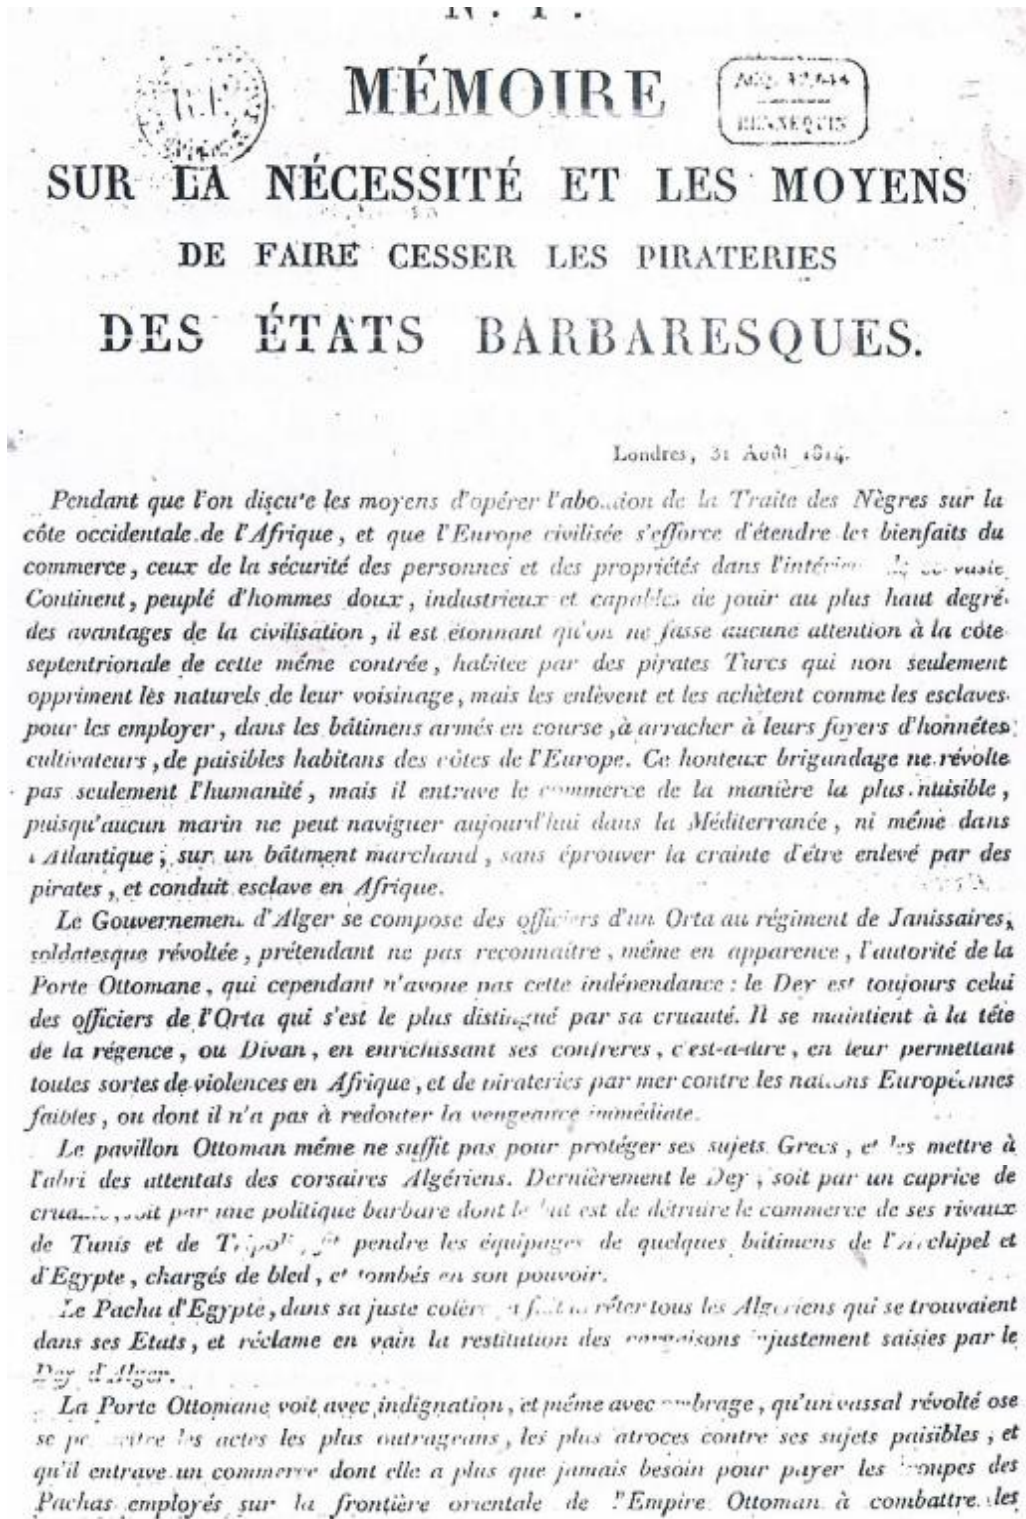 N.º 1.º
MÉMOIRE
HENNEQUIN
SUR LA NÉCESSITÉ ET LES MOYENS
DE FAIRE CESSER LES PIRATERIES
DES ÉTATS BARBARESQUES.
Londres, 31 Août 1814.
Pendant que l'on discute les moyens d'opérer l'abolition de la Traite des Nègres sur la
côte occidentale de l'Afrique, et que l'Europe civilisée s'efforce d'étendre les bienfaits du
commerce, ceux de la sécurité des personnes et des propriétés dans l'intérieur de ce vaste
Continent, peuplé d'hommes doux, industrieux et capables de jouir au plus haut degré
des avantages de la civilisation, il est étonnant qu'on ne fasse aucune attention à la côte
septentrionale de cette même contrée, habitée par des pirates Turcs qui non seulement
oppriment les naturels de leur voisinage, mais les enlèvent et les achètent comme les esclaves
pour les employer, dans les bâtimens armés en course, à arracher à leurs foyers d'honnêtes
cultivateurs, de paisibles habitans des côtes de l'Europe. Ce honteux brigandage ne révolte
pas seulement l'humanité, mais il entrave le commerce de la manière la plus nuisible,
puisqu'aucun marin ne peut naviguer aujourd'hui dans la Méditerranée, ni même dans
l'Atlantique, sur un bâtiment marchand, sans éprouver la crainte d'être enlevé par des
pirates, et conduit esclave en Afrique.
Le Gouvernement d'Alger se compose des officiers d'un Orta au régiment de Janissaires,
soldatesque révoltée, prétendant ne pas reconnaître, même en apparence, l'autorité de la
Porte Ottomane, qui cependant n'avoue pas cette indépendance : le Dey est toujours celui
des officiers de l'Orta qui s'est le plus distingué par sa cruauté. Il se maintient à la tête
de la régence, ou Divan, en enrichissant ses confreres, c'est-à-dire, en leur permettant
toutes sortes de violences en Afrique, et de pirateries par mer contre les nations Européennes
faibles, ou dont il n'a pas à redouter la vengeance immédiate.
Le pavillon Ottoman même ne suffit pas pour protéger ses sujets Grecs, et les mettre à
l'abri des attentats des corsaires Algériens. Dernièrement le Dey, soit par un caprice de
cruauté, soit par une politique barbare dont le but est de détruire le commerce de ses rivaux
de Tunis et de Tripoli, fit pendre les équipages de quelques bâtimens de l'Archipel et
d'Egypte, chargés de bled, et tombés en son pouvoir.
Le Pacha d'Egypte, dans sa juste colère, a fait arrêter tous les Algériens qui se trouvaient
dans ses Etats, et réclame en vain la restitution des cargaisons injustement saisies par le
Dey d'Alger.
La Porte Ottomane voit avec indignation, et même avec ombrage, qu'un vassal révolté ose
se permettre les actes les plus outrageans, les plus atroces contre ses sujets paisibles, et
qu'il entrave un commerce dont elle a plus que jamais besoin pour payer les troupes des
Pachas employés sur la frontière orientale de l'Empire Ottoman à combattre les